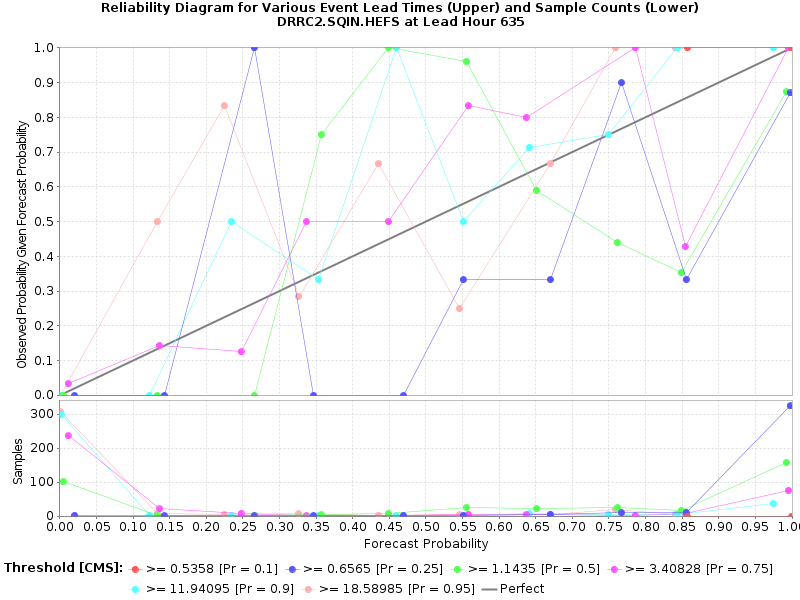 Reliability Diagram for Various Event Lead Times (Upper) and Sample Counts (Lower)
DRRC2.SQIN.HEFS at Lead Hour 635
Observed Probability Given Forecast Probability
1.0
0.9
0.8
0.7
0.6
0.5
0.4
0.3
0.2
0.1
0.0
Samples
300
200
100
0
0.00 0.05 0.10 0.15 0.20 0.25 0.30 0.35 0.40 0.45 0.50 0.55 0.60 0.65 0.70 0.75 0.80 0.85 0.90 0.95 1.0
Forecast Probability
Threshold [CMS]: >= 0.5358 [Pr = 0.1] >= 0.6565 [Pr = 0.25] >= 1.1435 [Pr = 0.5] >= 3.40828 [Pr = 0.75]
>= 11.94095 [Pr = 0.9] >= 18.58985 [Pr = 0.95] Perfect